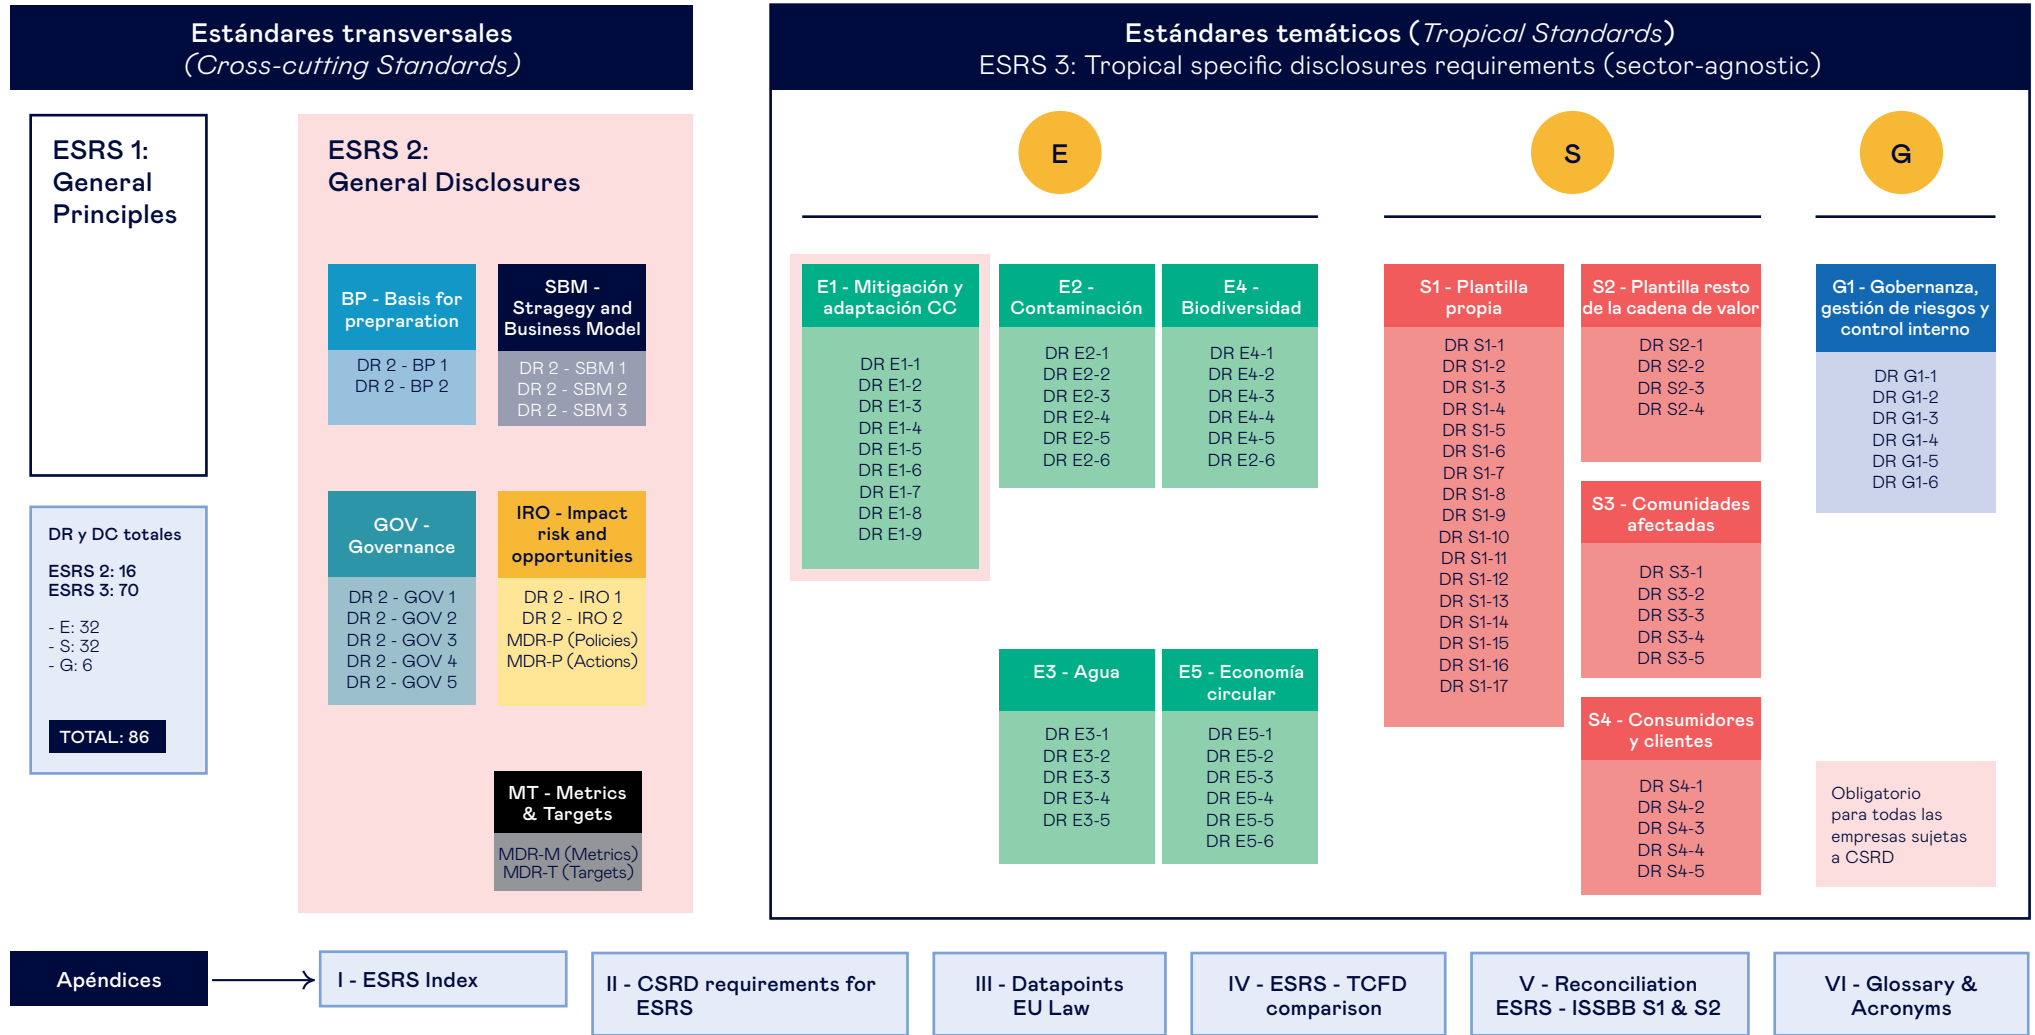 Estándares transversales
(Cross-cutting Standards)
ESRS 1:
General
Principles
DR y DC totales
ESRS 2: 16
ESRS 3: 70
- E: 32
- S: 32
- G: 6
TOTAL: 86
ESRS 2:
General Disclosures
BP - Basis for
prepraration
DR 2 - BP 1
DR 2 - BP 2
SBM -
Stragegy and
Business Model
DR 2 - SBM 1
DR 2 - SBM 2
DR 2 - SBM 3
GOV -
Governance
DR 2 - GOV 1
DR 2 - GOV 2
DR 2 - GOV 3
DR 2 - GOV 4
DR 2 - GOV 5
IRO - Impact
risk and
opportunities
DR 2 - IRO 1
DR 2 - IRO 2
MDR-P (Policies)
MDR-P (Actions)
MT - Metrics
& Targets
MDR-M (Metrics)
MDR-T (Targets)
Estándares temáticos (Tropical Standards)
ESRS 3: Tropical specific disclosures requirements (sector-agnostic)
E
E1 - Mitigación y
adaptación CC
DR E1-1
DR E1-2
DR E1-3
DR E1-4
DR E1-5
DR E1-6
DR E1-7
DR E1-8
DR E1-9
E2 -
Contaminación
DR E2-1
DR E2-2
DR E2-3
DR E2-4
DR E2-5
DR E2-6
E4 -
Biodiversidad
DR E4-1
DR E4-2
DR E4-3
DR E4-4
DR E4-5
DR E2-6
E3 - Agua
DR E3-1
DR E3-2
DR E3-3
DR E3-4
DR E3-5
E5 - Economía
circular
DR E5-1
DR E5-2
DR E5-3
DR E5-4
DR E5-5
DR E5-6
S
S1 - Plantilla
propia
DR S1-1
DR S1-2
DR S1-3
DR S1-4
DR S1-5
DR S1-6
DR S1-7
DR S1-8
DR S1-9
DR S1-10
DR S1-11
DR S1-12
DR S1-13
DR S1-14
DR S1-15
DR S1-16
DR S1-17
S2 - Plantilla resto
de la cadena de valor
DR S2-1
DR S2-2
DR S2-3
DR S2-4
S3 - Comunidades
afectadas
DR S3-1
DR S3-2
DR S3-3
DR S3-4
DR S3-5
S4 - Consumidores
y clientes
DR S4-1
DR S4-2
DR S4-3
DR S4-4
DR S4-5
G
G1 - Gobernanza,
gestión de riesgos y
control interno
DR G1-1
DR G1-2
DR G1-3
DR G1-4
DR G1-5
DR G1-6
Obligatorio
para todas las
empresas sujetas
a CSRD
Apéndices
I - ESRS Index
II - CSRD requirements for
ESRS
III - Datapoints
EU Law
IV - ESRS - TCFD
comparison
V - Reconciliation
ESRS - ISSBB S1 & S2
VI - Glossary &
Acronyms